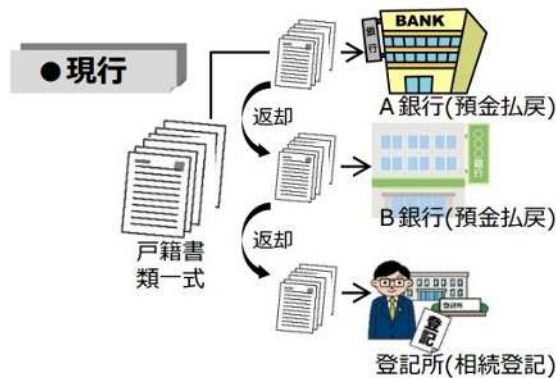 ●現行
BANK
銀行
A銀行(預金払戻)
返却
〇〇銀行
B銀行(預金払戻)
戸籍書
類一式
返却
登記所
登記
登記所(相続登記)